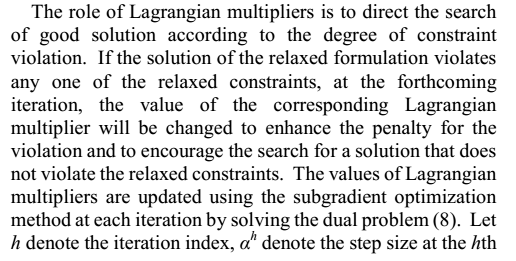 The role of Lagrangian multipliers is to direct the search
of good solution according to the degree of constraint
violation. If the solution of the relaxed formulation violates
any one of the relaxed constraints, at the forthcoming
iteration, the value of the corresponding Lagrangian
multiplier will be changed to enhance the penalty for the
violation and to encourage the search for a solution that does
not violate the relaxed constraints. The values of Lagrangian
multipliers are updated using the subgradient optimization
method at each iteration by solving the dual problem (8). Let
h denote the iteration index, αʰ denote the step size at the hth